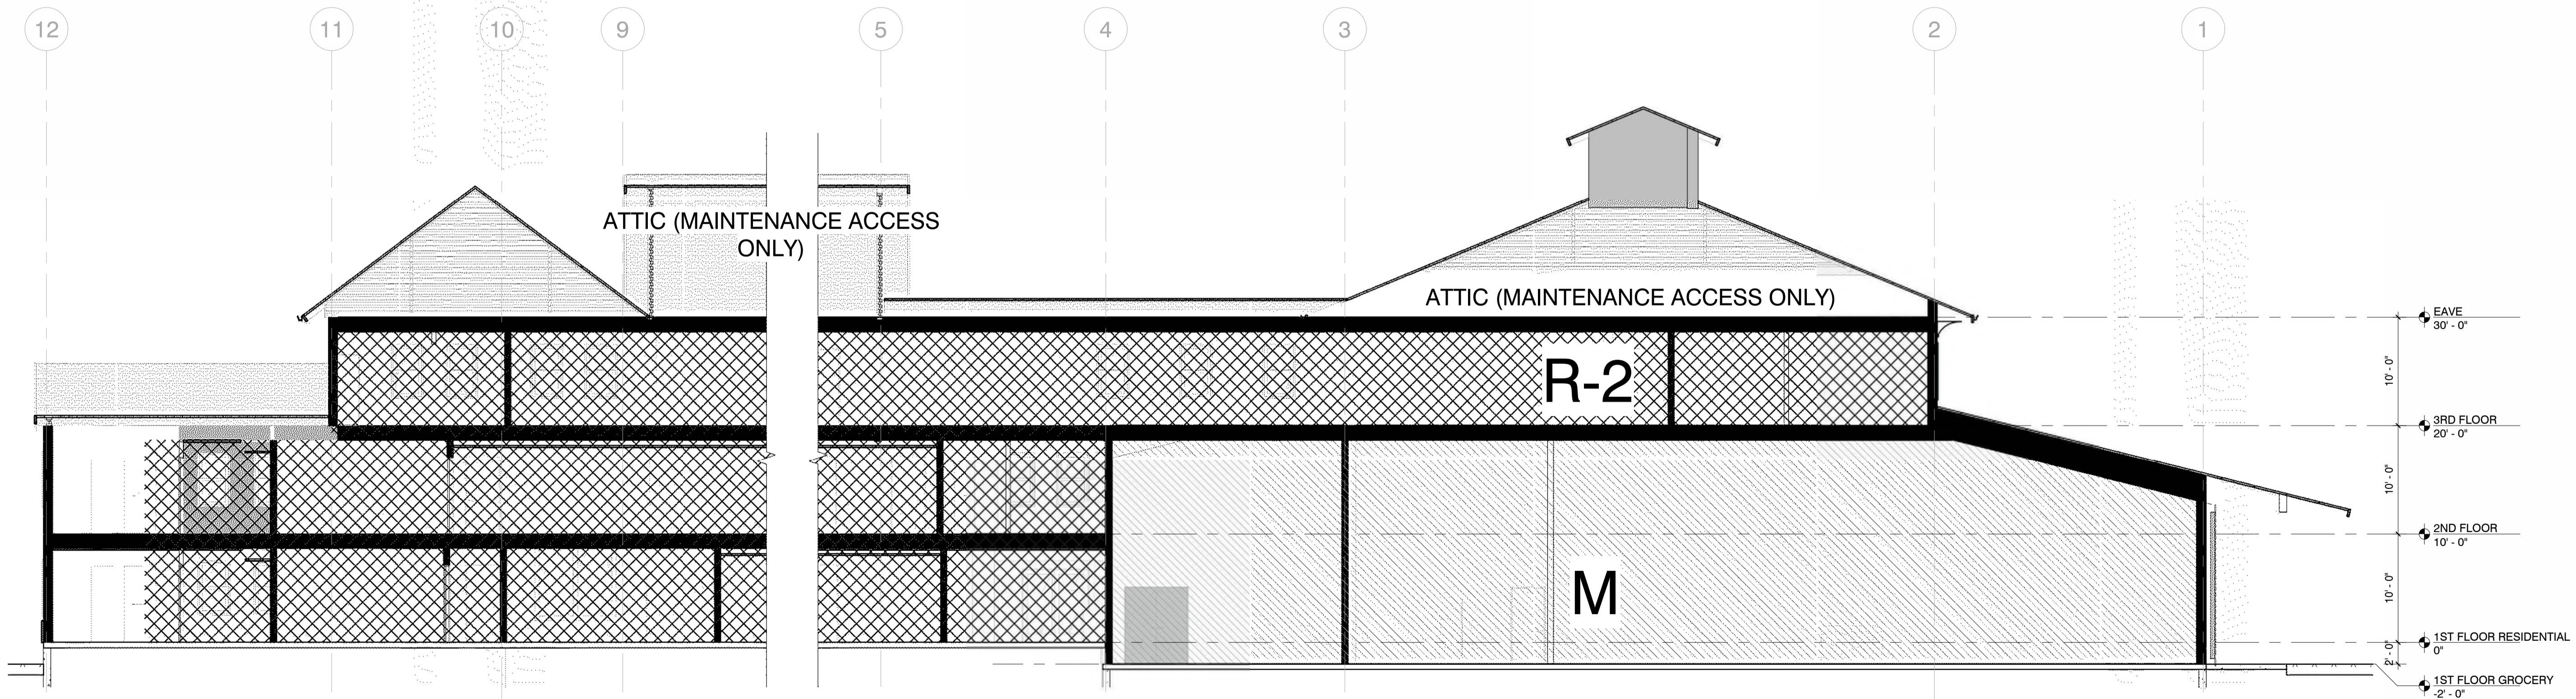 12
11
10
9
5
4
3
2
1
ATTIC (MAINTENANCE ACCESS
ONLY)
ATTIC (MAINTENANCE ACCESS ONLY)
EAVE
30' - 0"
10' - 0"
R-2
3RD FLOOR
20' - 0"
10' - 0"
2ND FLOOR
10' - 0"
10' - 0"
M
1ST FLOOR RESIDENTIAL
0"
2' - 0"
1ST FLOOR GROCERY
-2' - 0"